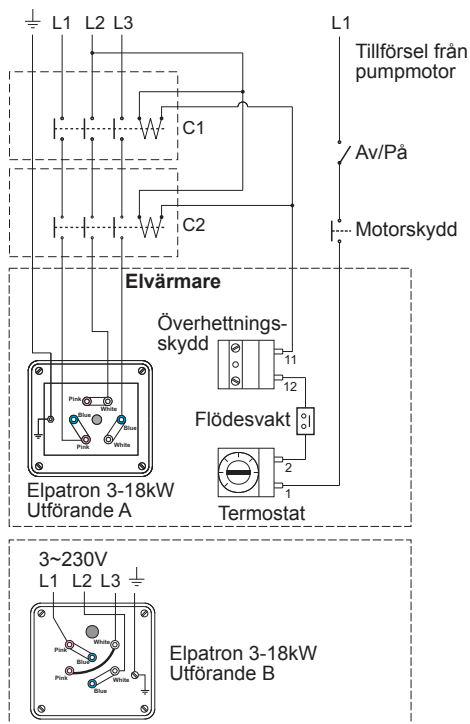 L1 L2 L3
L1
Tillförsel från
pumpmotor
C1
Av/På
C2
Motorskydd
Elvärmare
Överhettnings-
skydd
11
12
Flödesvakt
2
1
Termostat
Pink
White
Blue
Blue
Pink
White
Elpatron 3-18kW
Utförande A
3~230V
L1 L2 L3
Pink
White
Blue
Pink
White
Blue
Elpatron 3-18kW
Utförande B